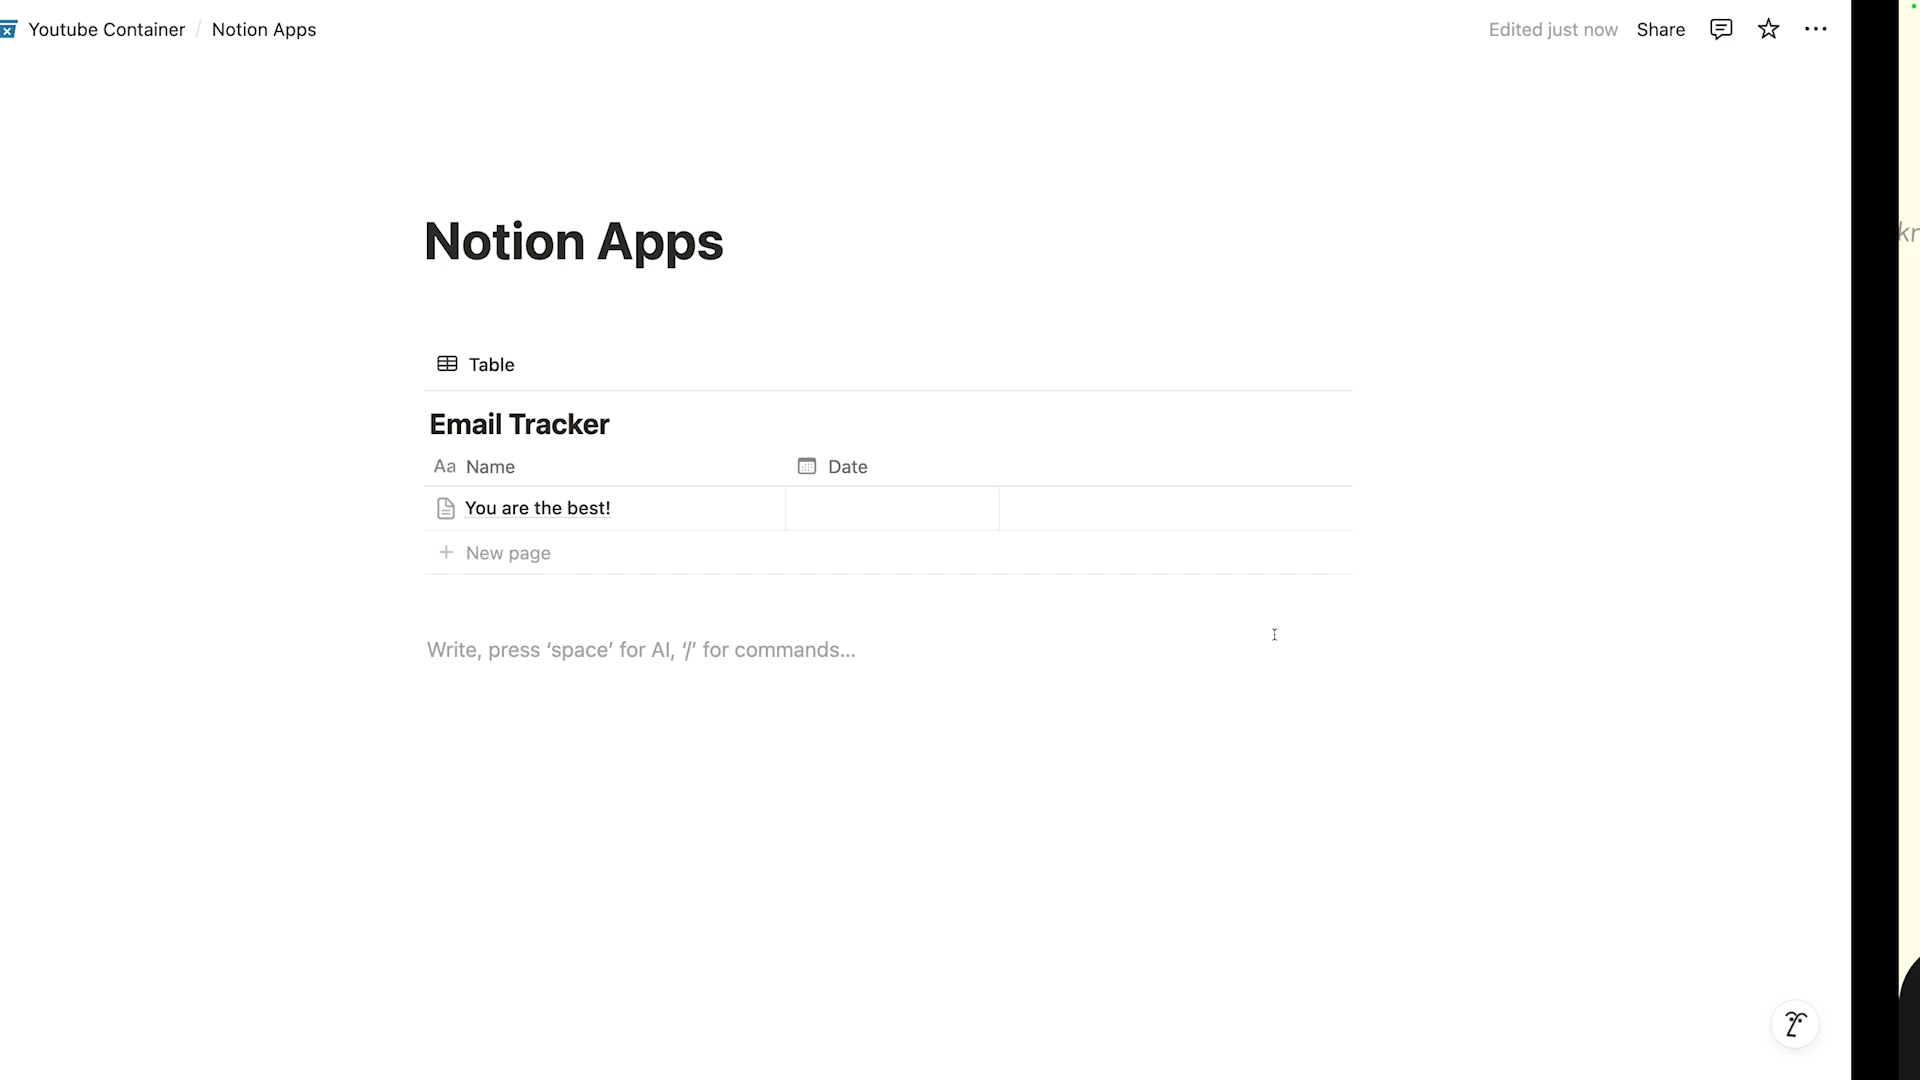 Youtube Container / Notion Apps Edited just now Share
Notion Apps
Table
Email Tracker
Aa Name Date
You are the best!
+ New page
Write, press ‘space’ for AI, ‘/’ for commands...